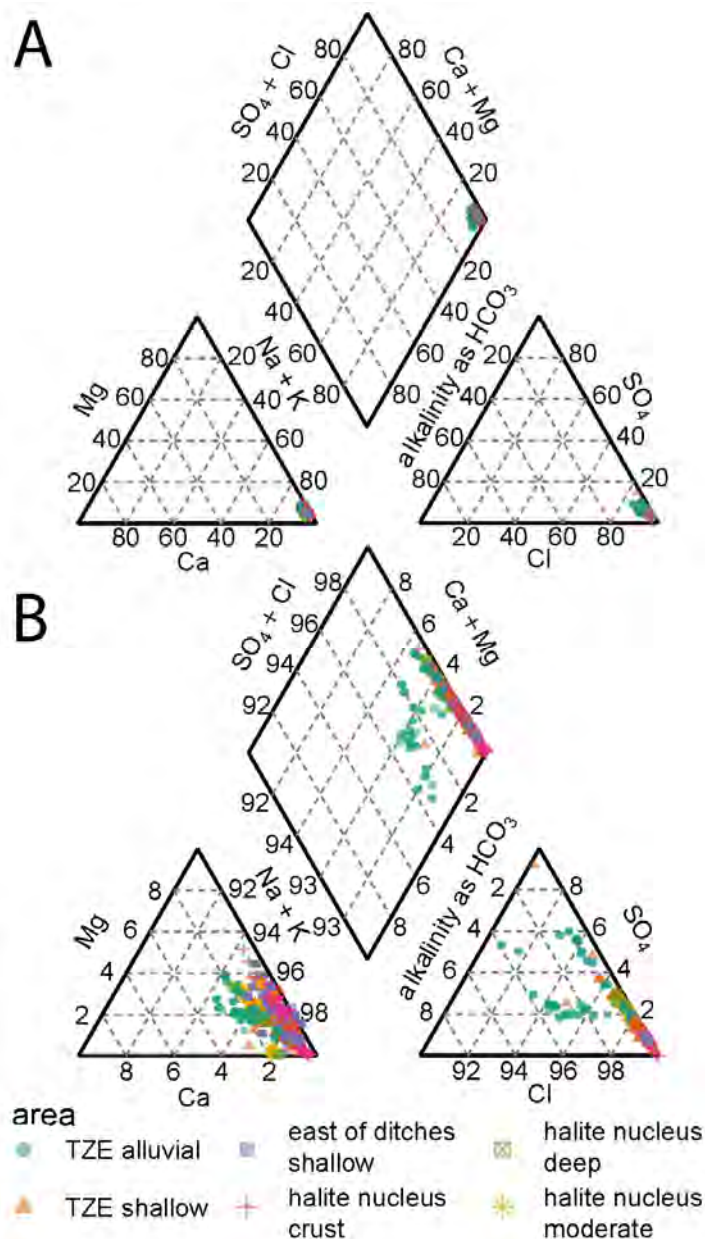 A
80 80
SO₄ + Cl
Ca + Mg
60 60
40 40
20 20
20 20
40 40
60 60
80 80
alkalinity as HCO₃
Mg
Na + K
80 20
60 40
40 60
20 80
80 60 40 20
Ca
SO₄
20 80
40 60
60 40
80 20
20 40 60 80
Cl
B
98 8
SO₄ + Cl
Ca + Mg
96 6
94 4
92 2
92 2
94 4
93 6
93 8
alkalinity as HCO₃
Mg
Na + K
8 92
6 94
4 96
2 98
8 6 4 2
Ca
SO₄
2 8
4 6
6 4
8 2
92 94 96 98
Cl
area
TZE alluvial
east of ditches
shallow
halite nucleus
deep
TZE shallow
halite nucleus
crust
halite nucleus
moderate